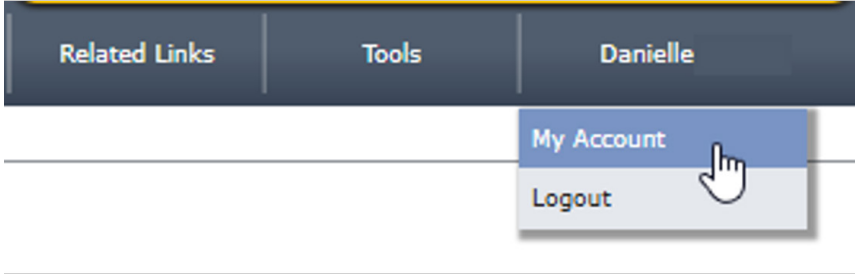 Related Links
Tools
Danielle
My Account
Logout